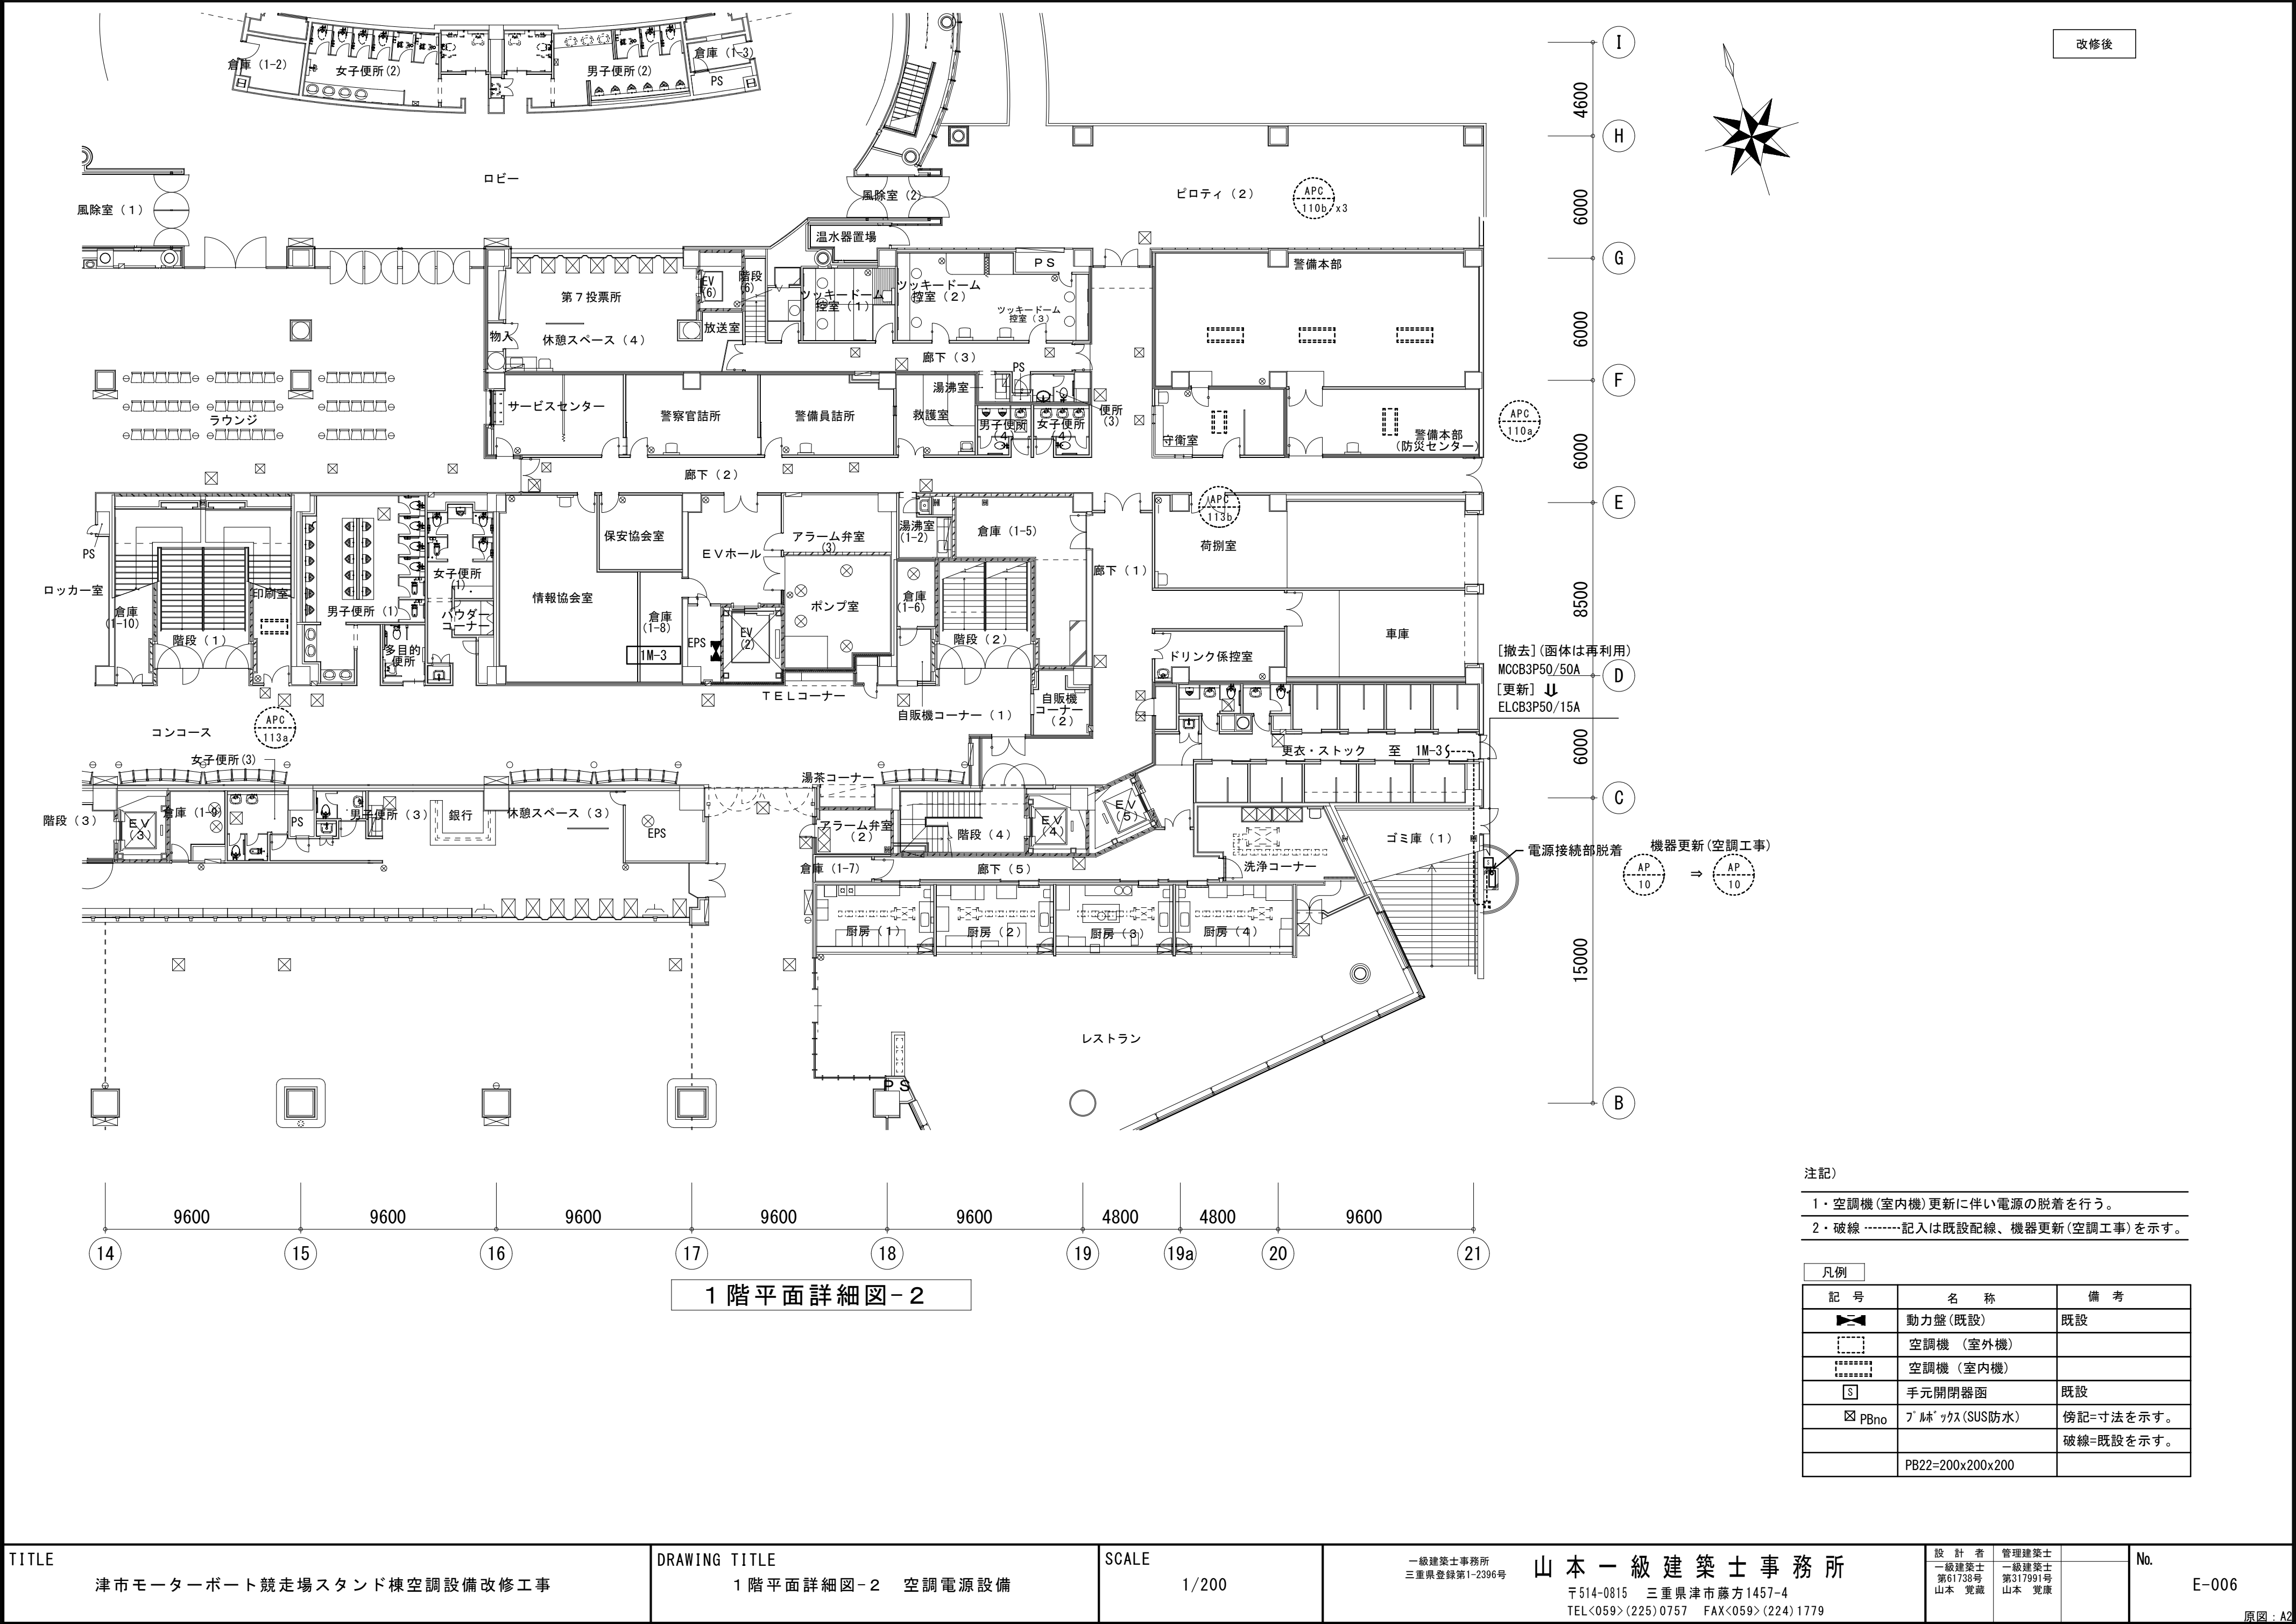 改修後
倉庫（1-2）
女子便所(2)
男子便所(2)
倉庫（1-3）
PS
ロビー
風除室（1）
風除室（2）
ピロティ（2）
APC
110b
x3
温水器置場
PS
警備本部
第７投票所
EV
(6)
階段
(6)
ツッキードーム
控室（1）
ツッキードーム
控室（2）
ツッキードーム
控室（3）
放送室
物入
休憩スペース（4）
廊下（3）
PS
湯沸室
サービスセンター
警察官詰所
警備員詰所
救護室
男子便所
(4)
女子便所
(4)
便所
(3)
守衛室
警備本部
(防災センター)
APC
110a
ラウンジ
廊下（2）
PS
ロッカー室
倉庫
(1-10)
印刷室
階段（1）
男子便所（1）
女子便所
(1)
パウダー
コーナー
多目的
便所
情報協会室
保安協会室
倉庫
(1-8)
1M-3
EVホール
EPS
EV
(2)
アラーム弁室
(3)
ポンプ室
湯沸室
(1-2)
倉庫（1-5）
倉庫
(1-6)
階段（2）
廊下（1）
APC
113b
荷捌室
車庫
ドリンク係控室
TELコーナー
自販機コーナー（1）
自販機
コーナー
（2）
[撤去](函体は再利用)
MCCB3P50/50A
[更新] ⇓
ELCB3P50/15A
コンコース
APC
113a
女子便所(3)
更衣・ストック
至 1M-3
湯茶コーナー
階段（3）
EV
(3)
倉庫（1-9）
PS
男子便所（3）
銀行
休憩スペース（3）
EPS
アラーム弁室
（2）
階段（4）
EV
(4)
EV
(5)
ゴミ庫（1）
洗浄コーナー
倉庫（1-7）
廊下（5）
電源接続部脱着
機器更新(空調工事)
AP
10
⇒
AP
10
S
厨房（1）
厨房（2）
厨房（3）
厨房（4）
レストラン
PS
I
4600
H
6000
G
6000
F
6000
E
8500
D
6000
C
15000
B
9600
9600
9600
9600
9600
4800
4800
9600
14
15
16
17
18
19
19a
20
21
１階平面詳細図-２
注記）
1・空調機(室内機)更新に伴い電源の脱着を行う。
2・破線 --------記入は既設配線、機器更新(空調工事)を示す。
凡例
記 号 名 称 備 考
動力盤(既設) 既設
空調機 （室外機）
空調機（室内機）
S 手元開閉器函 既設
PBno ﾌﾟﾙﾎﾞｯｸｽ(SUS防水) 傍記=寸法を示す。
破線=既設を示す。
PB22=200x200x200
TITLE
津市モーターボート競走場スタンド棟空調設備改修工事
DRAWING TITLE
１階平面詳細図-２ 空調電源設備
SCALE
1/200
一級建築士事務所
三重県登録第1-2396号
山本一級建築士事務所
〒514-0815 三重県津市藤方1457-4
TEL<059>(225)0757 FAX<059>(224)1779
設 計 者
一級建築士
第61738号
山本 覚蔵
管理建築士
一級建築士
第317991号
山本 覚康
No.
E-006
原図：A2